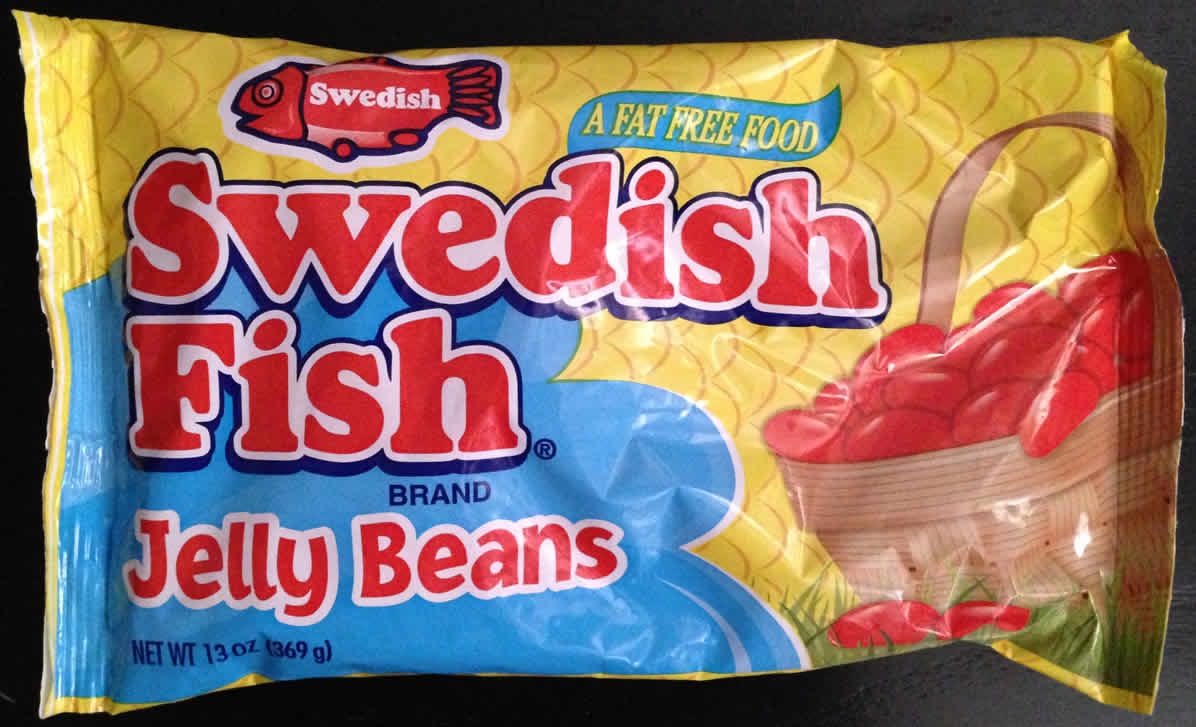 Swedish
A FAT FREE FOOD
Swedish
Fish®
BRAND
Jelly Beans
NET WT 13 OZ (369 g)